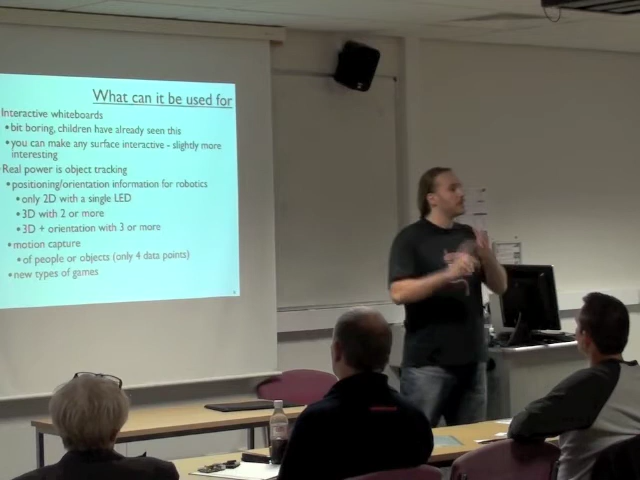 What can it be used for
Interactive whiteboards
•bit boring, children have already seen this
•you can make any surface interactive - slightly more
interesting
Real power is object tracking
•positioning/orientation information for robotics
•only 2D with a single LED
•3D with 2 or more
•3D + orientation with 3 or more
•motion capture
•of people or objects (only 4 data points)
•new types of games